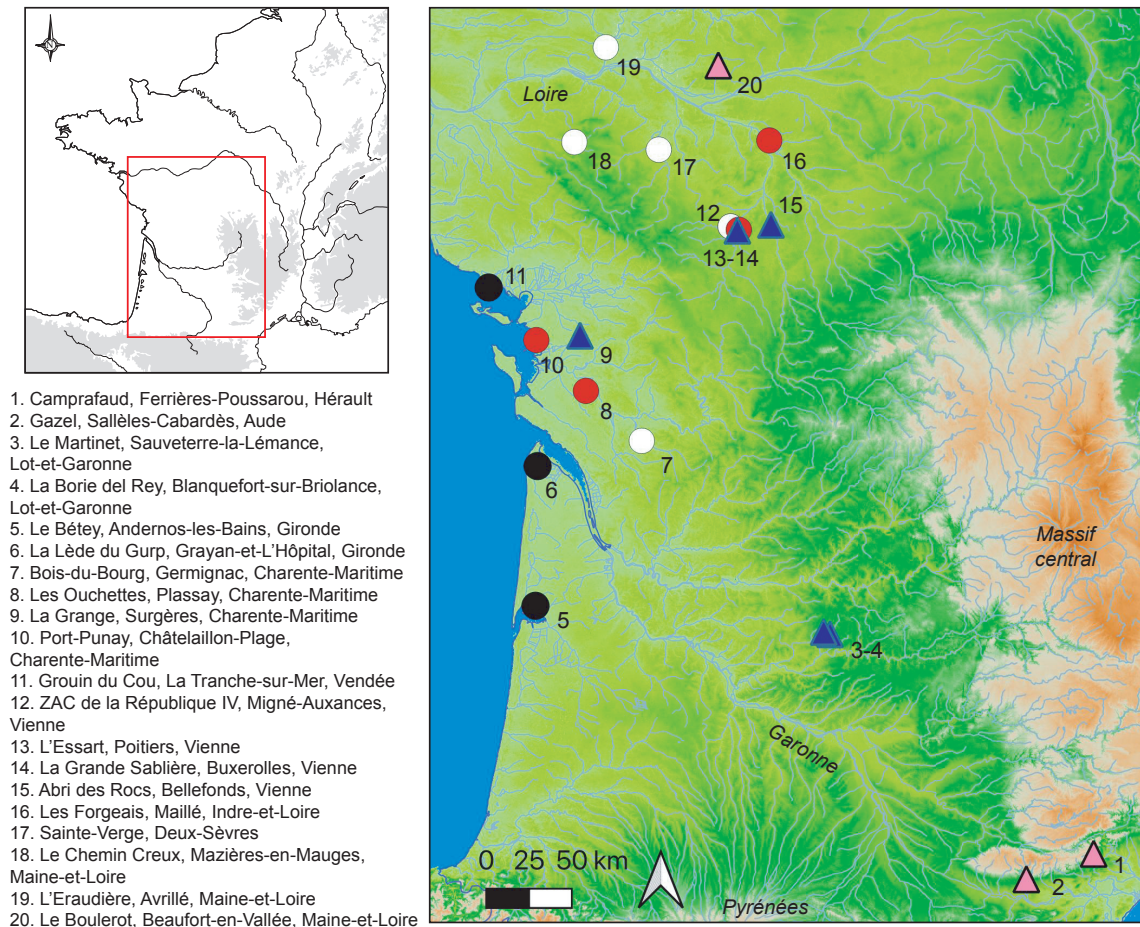 N
1. Camprafaud, Ferrières-Poussarou, Hérault
2. Gazel, Sallèles-Cabardès, Aude
3. Le Martinet, Sauveterre-la-Lémance,
Lot-et-Garonne
4. La Borie del Rey, Blanquefort-sur-Briolance,
Lot-et-Garonne
5. Le Bétey, Andernos-les-Bains, Gironde
6. La Lède du Gurp, Grayan-et-L'Hôpital, Gironde
7. Bois-du-Bourg, Germignac, Charente-Maritime
8. Les Ouchettes, Plassay, Charente-Maritime
9. La Grange, Surgères, Charente-Maritime
10. Port-Punay, Châtelaillon-Plage,
Charente-Maritime
11. Grouin du Cou, La Tranche-sur-Mer, Vendée
12. ZAC de la République IV, Migné-Auxances,
Vienne
13. L'Essart, Poitiers, Vienne
14. La Grande Sablière, Buxerolles, Vienne
15. Abri des Rocs, Bellefonds, Vienne
16. Les Forgeais, Maillé, Indre-et-Loire
17. Sainte-Verge, Deux-Sèvres
18. Le Chemin Creux, Mazières-en-Mauges,
Maine-et-Loire
19. L'Eraudière, Avrillé, Maine-et-Loire
20. Le Boulerot, Beaufort-en-Vallée, Maine-et-Loire
19
20
Loire
18
17
16
12
15
13-14
11
10
9
8
7
6
Massif
central
5
3-4
Garonne
0 25 50 km
1
2
Pyrénées